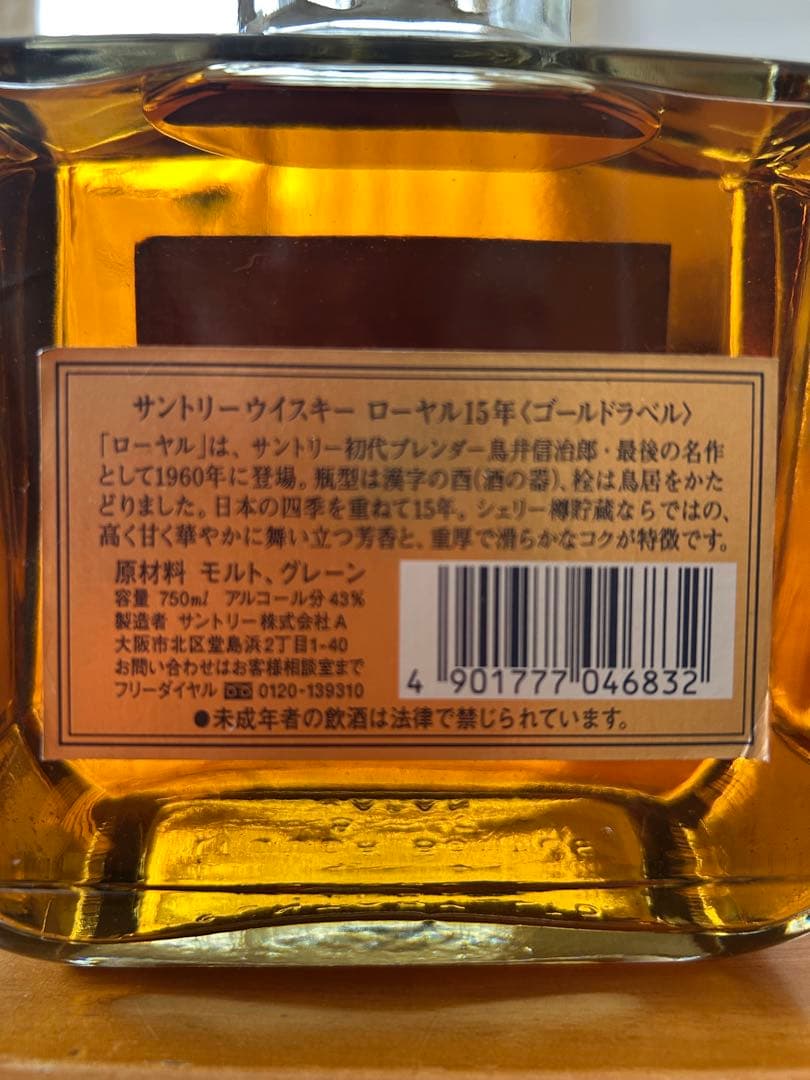 サントリーウイスキー ローヤル15年〈ゴールドラベル〉
「ローヤル」は、サントリー初代ブレンダー鳥井信治郎・最後の名作
として1960年に登場。瓶型は漢字の酉(酒の器)、栓は鳥居をかた
どりました。日本の四季を重ねて15年。シェリー樽貯蔵ならではの、
高く甘く華やかに舞い立つ芳香と、重厚で滑らかなコクが特徴です。
原材料 モルト、グレーン
容量 750ml アルコール分 43%
製造者 サントリー株式会社A
大阪市北区堂島浜2丁目1-40
お問い合わせはお客様相談室まで
フリーダイヤル 0120-139310
4 901777 046832
●未成年者の飲酒は法律で禁じられています。